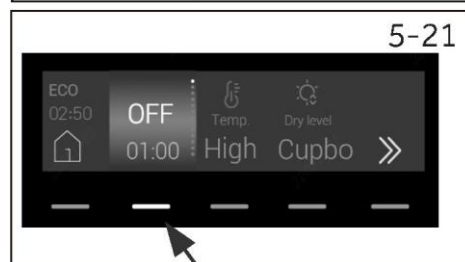 5-21
ECO
02:50
OFF
01:00
Temp.
High
Dry level
Cupbo